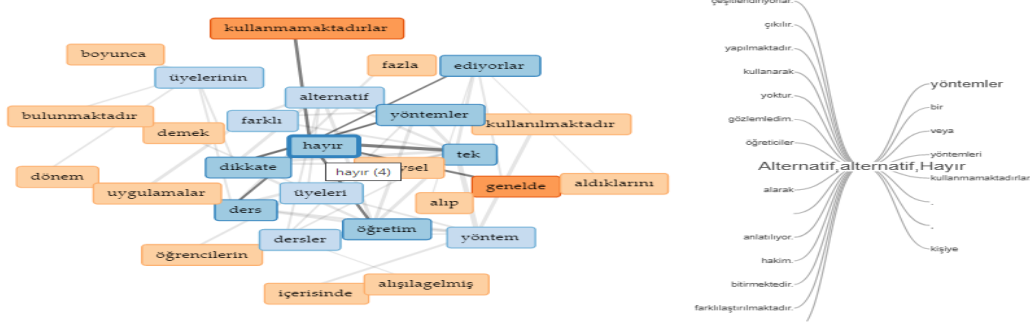 kullanmamaktadırlar
boyunca
fazla
ediyorlar
üyelerinin
alternatif
bulunmaktadır
demek
farklı
yöntemler
kullanılmaktadır
hayır
dikkate
tek
hayır (4)
dönem
uygulamalar
üyeleri
genelde
aldıklarını
ders
alıp
dersler
öğretim
yöntem
öğrencilerin
içerisinde
alışılagelmiş
çeşitlendiriyorlar.
çıkılır.
yapılmaktadır.
kullanarak
yoktur.
gözlemledim.
öğreticiler
alarak
anlatılıyor.
hakim.
bitirmektedir.
farklılaştırılmaktadır.
Alternatif,alternatif,Hayır
yöntemler
bir
veya
yöntemleri
kullanmamaktadırlar
.
.
kişiye